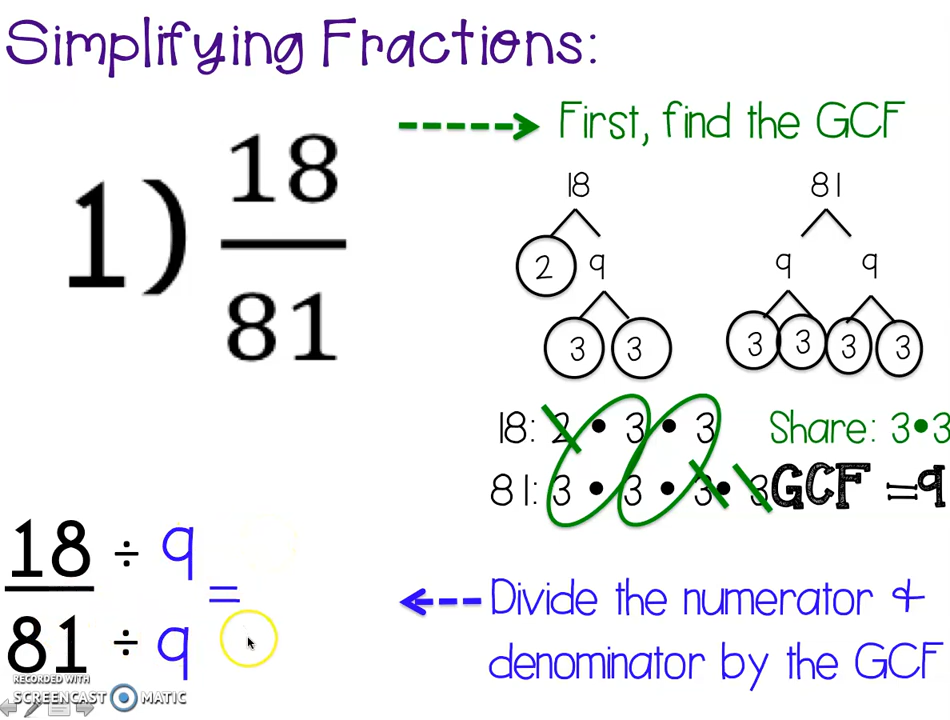 Simplifying Fractions:
First, find the GCF
1) 18
81
18
81
2 9
9 9
3 3
3 3 3 3
18: 2 • 3 • 3
Share: 3•3
81: 3 • 3 • 3 • 3
GCF = 9
18 ÷ 9
=
81 ÷ 9
Divide the numerator &
denominator by the GCF
RECORDED WITH
SCREENCAST MATIC